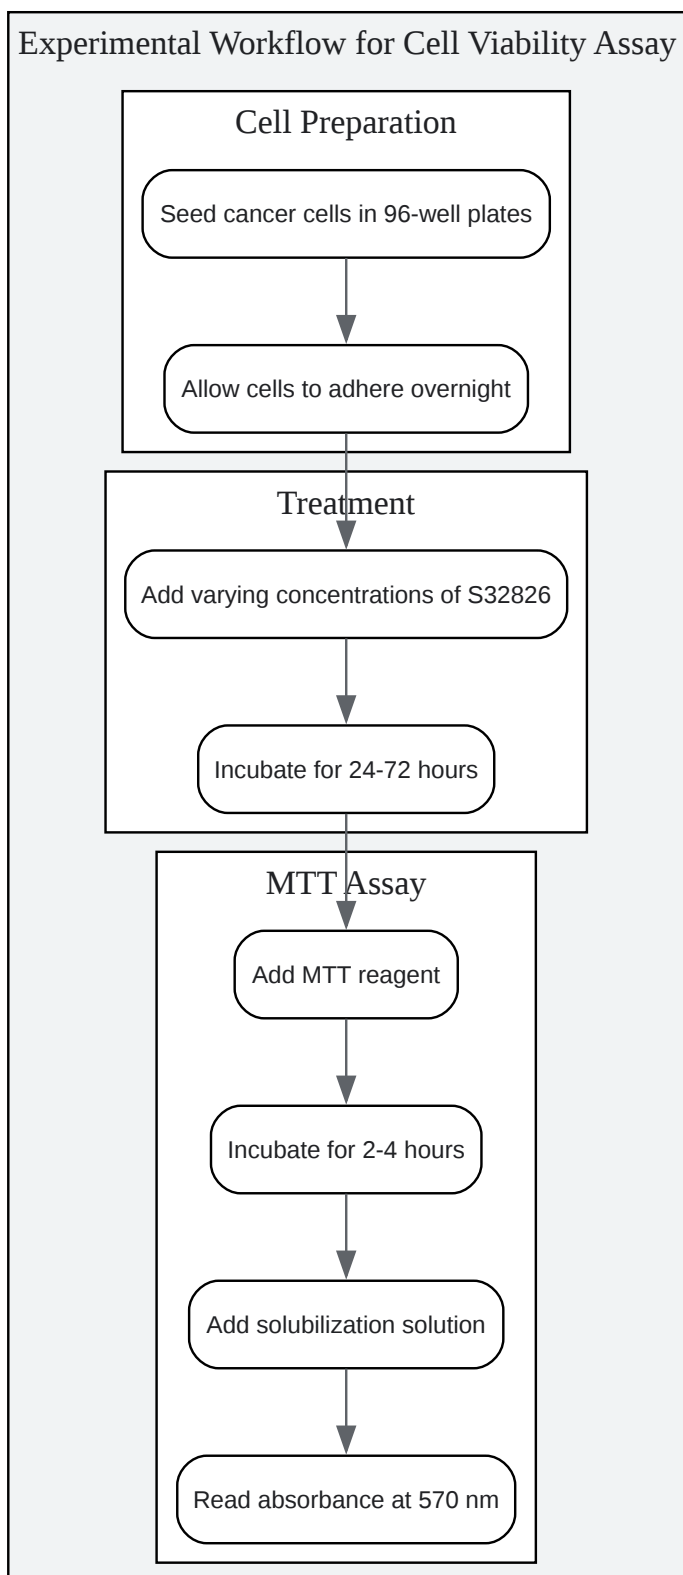 Experimental Workflow for Cell Viability Assay
Cell Preparation
Seed cancer cells in 96-well plates
Allow cells to adhere overnight
Treatment
Add varying concentrations of S32826
Incubate for 24-72 hours
MTT Assay
Add MTT reagent
Incubate for 2-4 hours
Add solubilization solution
Read absorbance at 570 nm